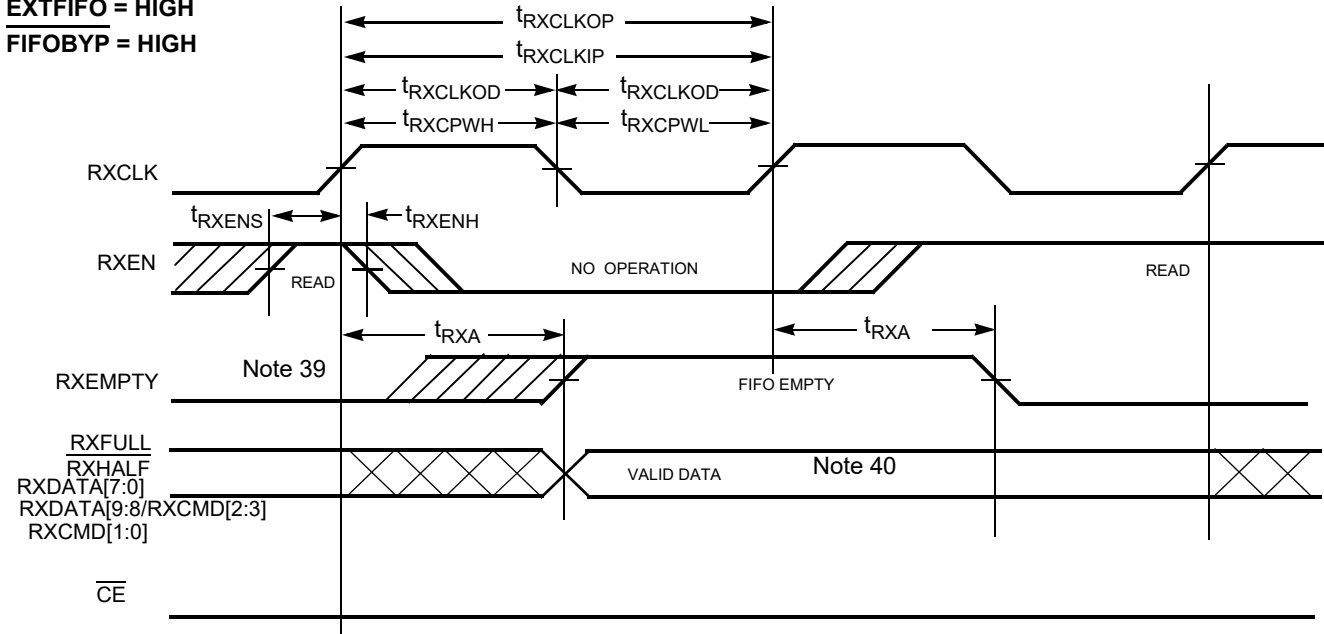 EXTFIFO = HIGH
FIFOBYP = HIGH
tRXCLKOP
tRXCLKIP
tRXCLKOD tRXCLKOD
tRXCPWH tRXCPWL
RXCLK
tRXENS tRXENH
RXEN
READ NO OPERATION READ
tRXA tRXA
Note 39
RXEMPTY
FIFO EMPTY
RXFULL
RXHALF
RXDATA[7:0]
RXDATA[9:8/RXCMD[2:3]
RXCMD[1:0]
VALID DATA Note 40
CE